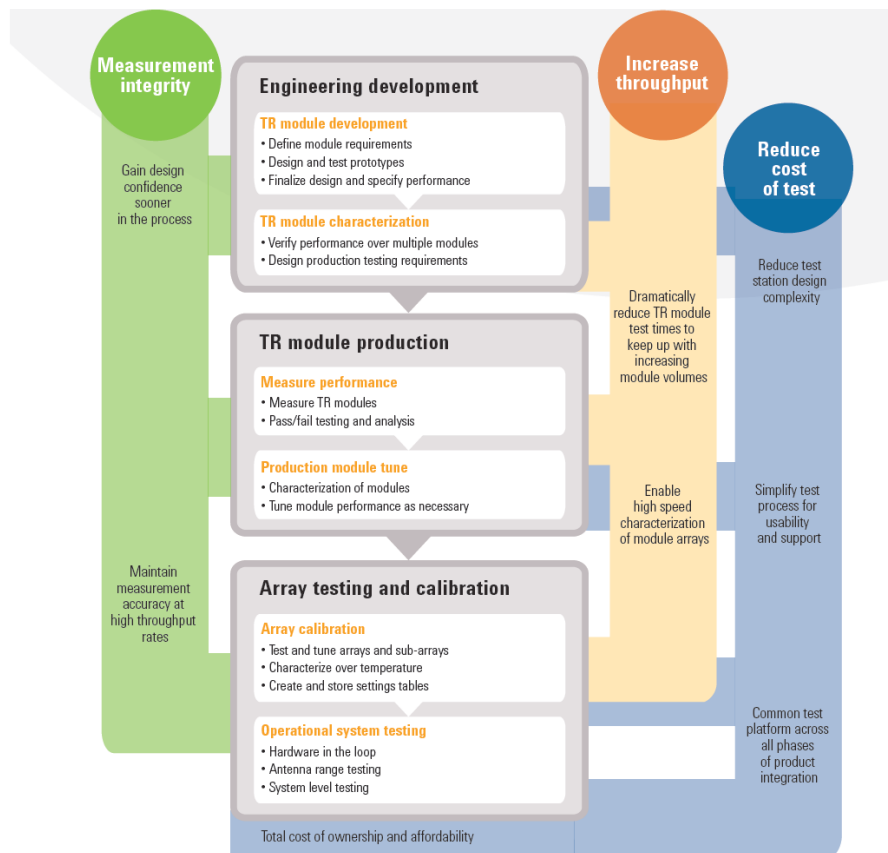 Measurement
integrity
Gain design
confidence
sooner
in the process
Maintain
measurement
accuracy at
high throughput
rates
Engineering development
TR module development
• Define module requirements
• Design and test prototypes
• Finalize design and specify performance
TR module characterization
• Verify performance over multiple modules
• Design production testing requirements
TR module production
Measure performance
• Measure TR modules
• Pass/fail testing and analysis
Production module tune
• Characterization of modules
• Tune module performance as necessary
Array testing and calibration
Array calibration
• Test and tune arrays and sub-arrays
• Characterize over temperature
• Create and store settings tables
Operational system testing
• Hardware in the loop
• Antenna range testing
• System level testing
Total cost of ownership and affordability
Increase
throughput
Dramatically
reduce TR module
test times to
keep up with
increasing
module volumes
Enable
high speed
characterization
of module arrays
Reduce
cost
of test
Reduce test
station design
complexity
Simplify test
process for
usability
and support
Common test
platform across
all phases
of product
integration